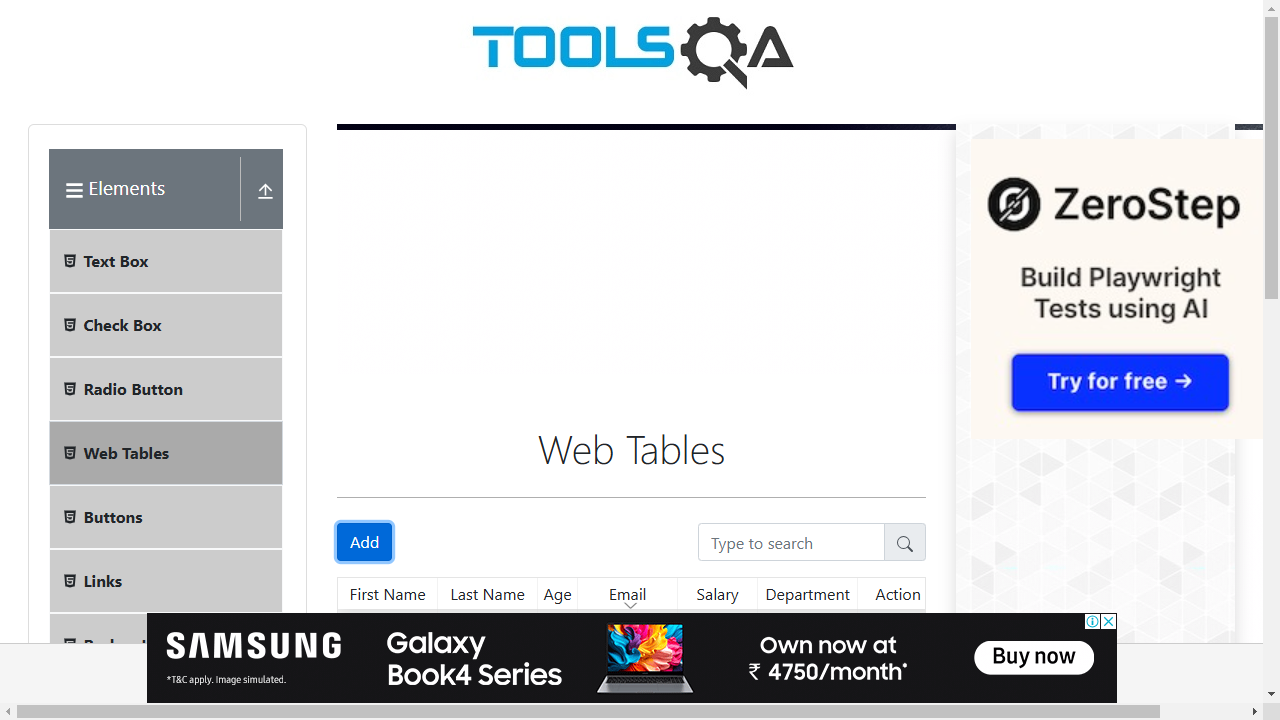 TOOLSQA
Elements
Text Box
Check Box
Radio Button
Web Tables
Buttons
Links
Web Tables
Add
Type to search
First Name Last Name Age Email Salary Department Action
ZeroStep
Build Playwright
Tests using AI
Try for free →
SAMSUNG
*T&C apply. Image simulated.
Galaxy
Book4 Series
Own now at
₹ 4750/month*
Buy now